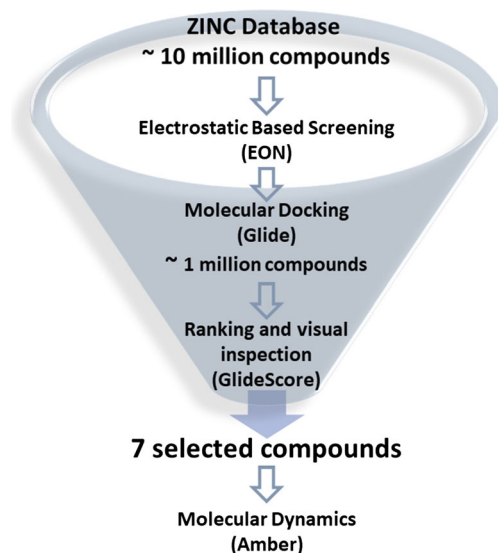 ZINC Database
~ 10 million compounds
Electrostatic Based Screening
(EON)
Molecular Docking
(Glide)
~ 1 million compounds
Ranking and visual
inspection
(GlideScore)
7 selected compounds
Molecular Dynamics
(Amber)